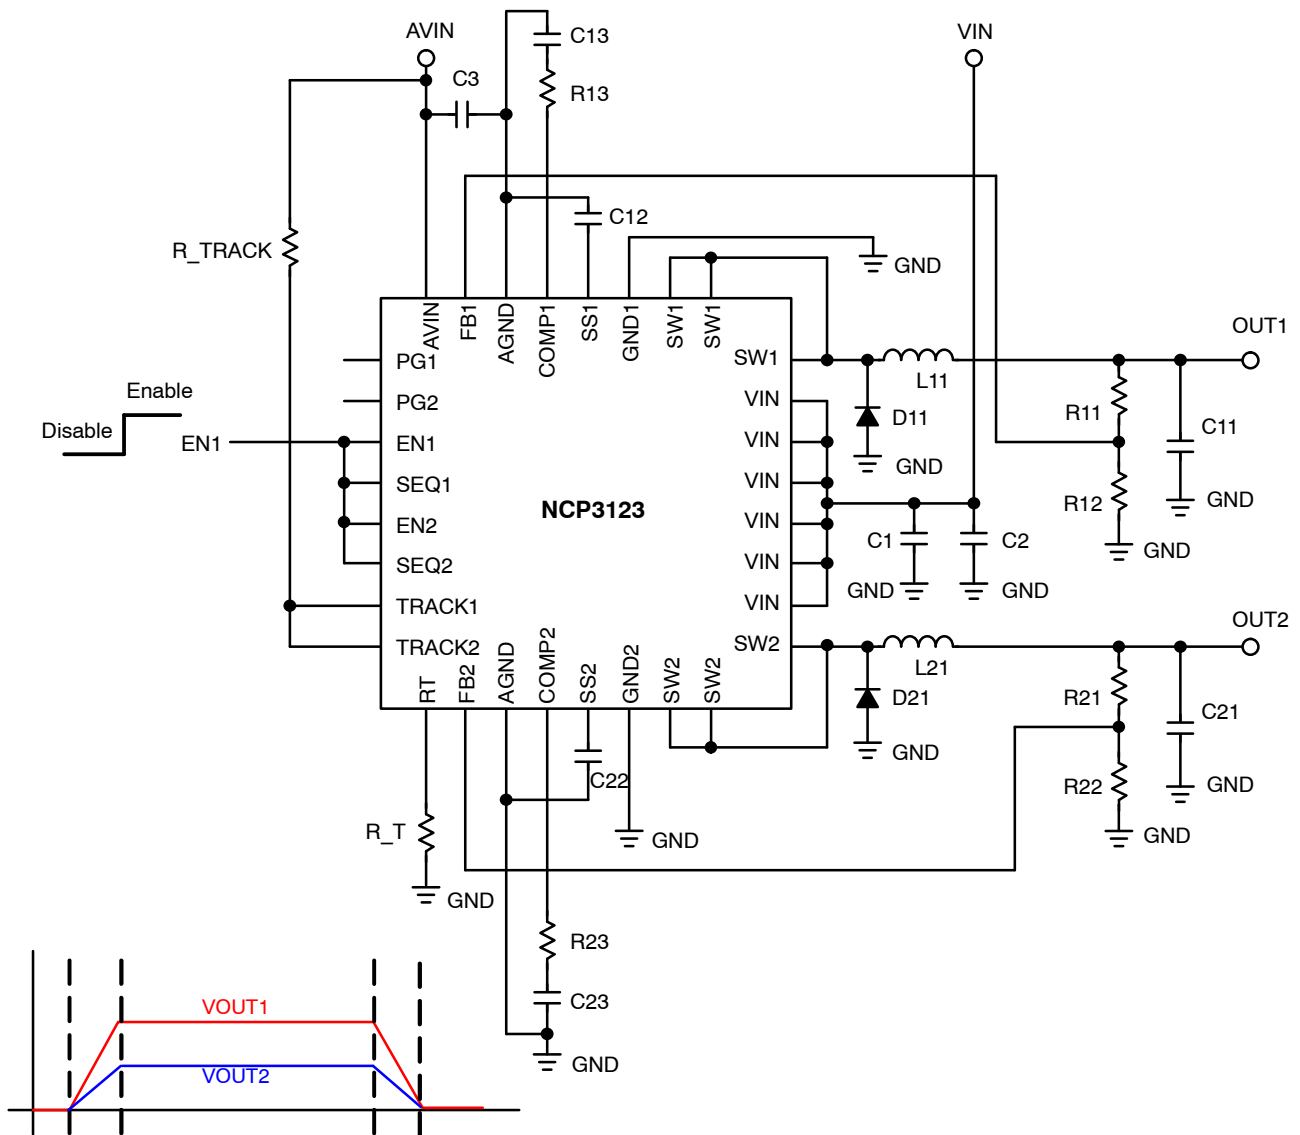 AVIN
VIN
C13
C3
R13
C12
R_TRACK
GND
AVIN
FB1
AGND
COMP1
SS1
GND1
SW1
SW1
OUT1
PG1
SW1
L11
Enable
PG2
VIN
R11
D11
C11
Disable
EN1
EN1
VIN
GND
SEQ1
VIN
R12
GND
NCP3123
EN2
VIN
C1
C2
GND
SEQ2
VIN
GND
GND
TRACK1
VIN
OUT2
TRACK2
SW2
L21
RT
FB2
AGND
COMP2
SS2
GND2
SW2
SW2
D21
R21
C21
GND
C22
R22
GND
R_T
GND
GND
GND
R23
C23
VOUT1
GND
VOUT2